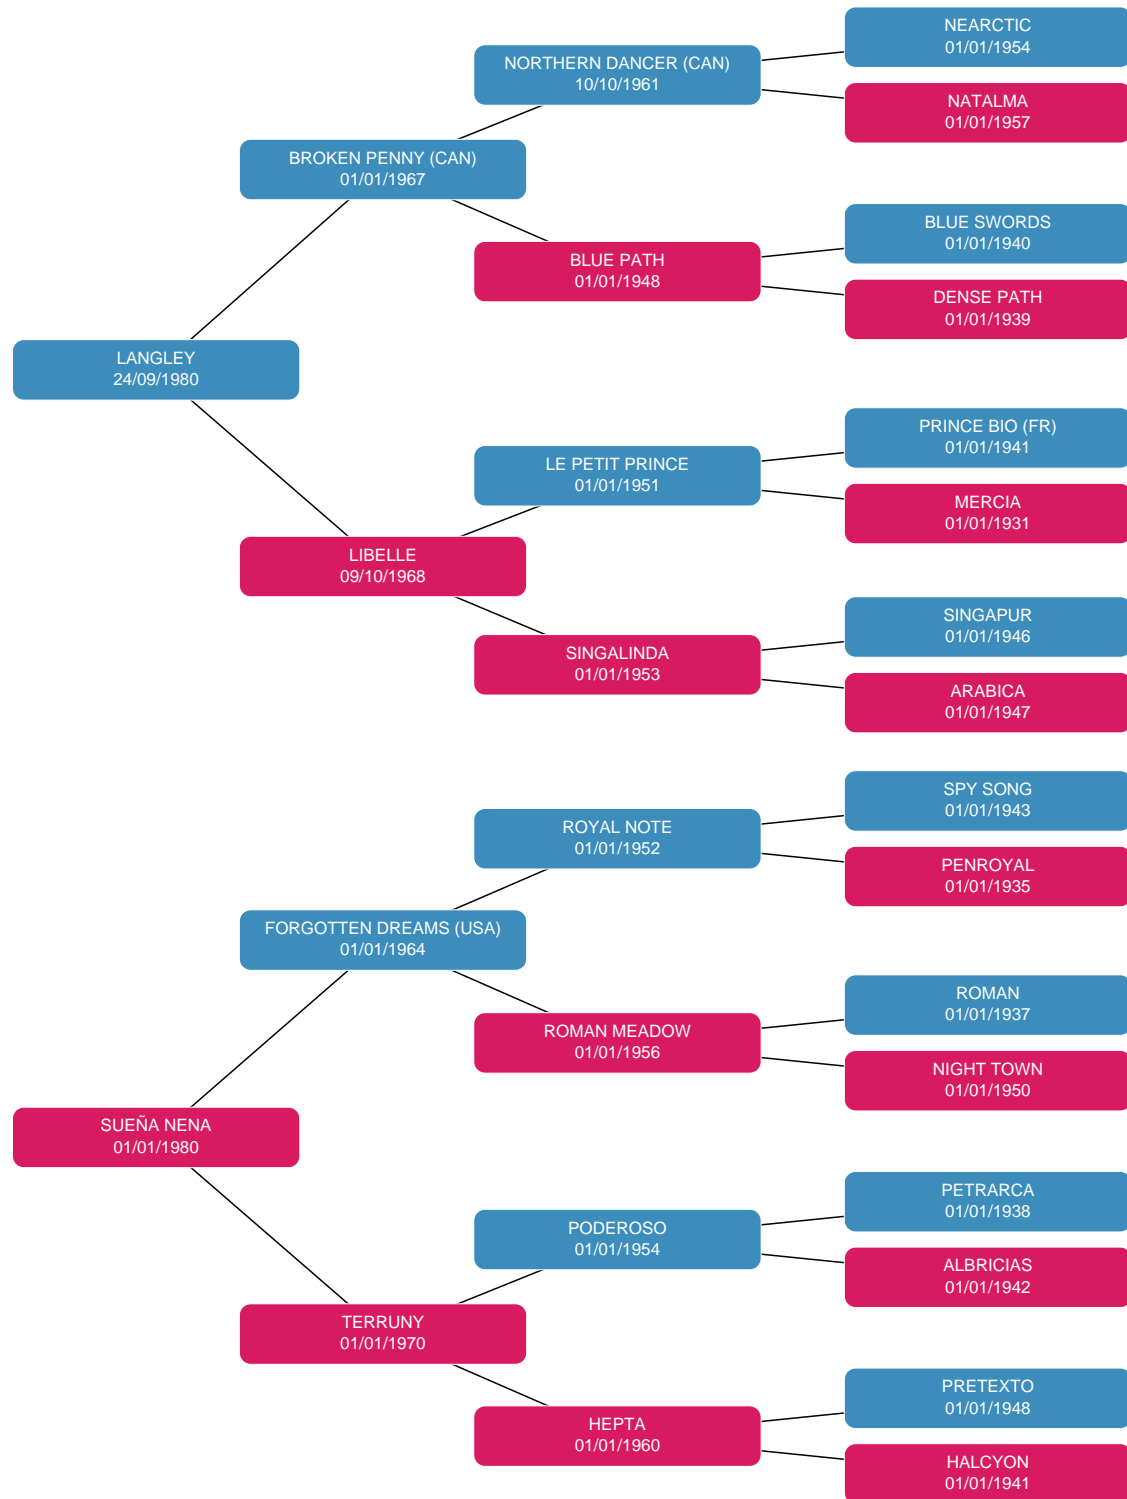 NEARCTIC
01/01/1954
NORTHERN DANCER (CAN)
10/10/1961
NATALMA
01/01/1957
BROKEN PENNY (CAN)
01/01/1967
BLUE SWORDS
01/01/1940
BLUE PATH
01/01/1948
DENSE PATH
01/01/1939
LANGLEY
24/09/1980
PRINCE BIO (FR)
01/01/1941
LE PETIT PRINCE
01/01/1951
MERCIA
01/01/1931
LIBELLE
09/10/1968
SINGAPUR
01/01/1946
SINGALINDA
01/01/1953
ARABICA
01/01/1947
SPY SONG
01/01/1943
ROYAL NOTE
01/01/1952
PENROYAL
01/01/1935
FORGOTTEN DREAMS (USA)
01/01/1964
ROMAN
01/01/1937
ROMAN MEADOW
01/01/1956
NIGHT TOWN
01/01/1950
SUEÑA NENA
01/01/1980
PETRARCA
01/01/1938
PODEROSO
01/01/1954
ALBRICIAS
01/01/1942
TERRUNY
01/01/1970
PRETEXTO
01/01/1948
HEPTA
01/01/1960
HALCYON
01/01/1941